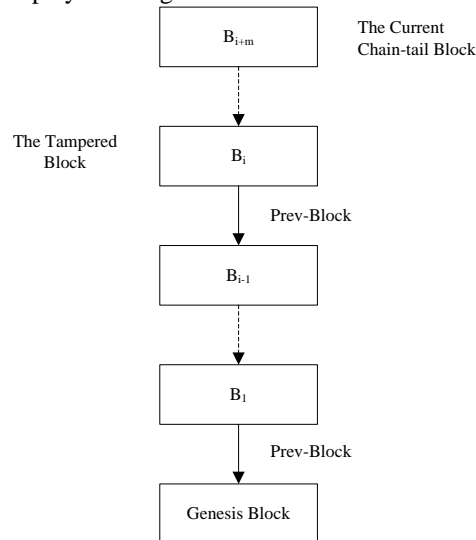 B_{i+m}
The Current
Chain-tail Block
The Tampered
Block
B_i
Prev-Block
B_{i-1}
B_1
Prev-Block
Genesis Block